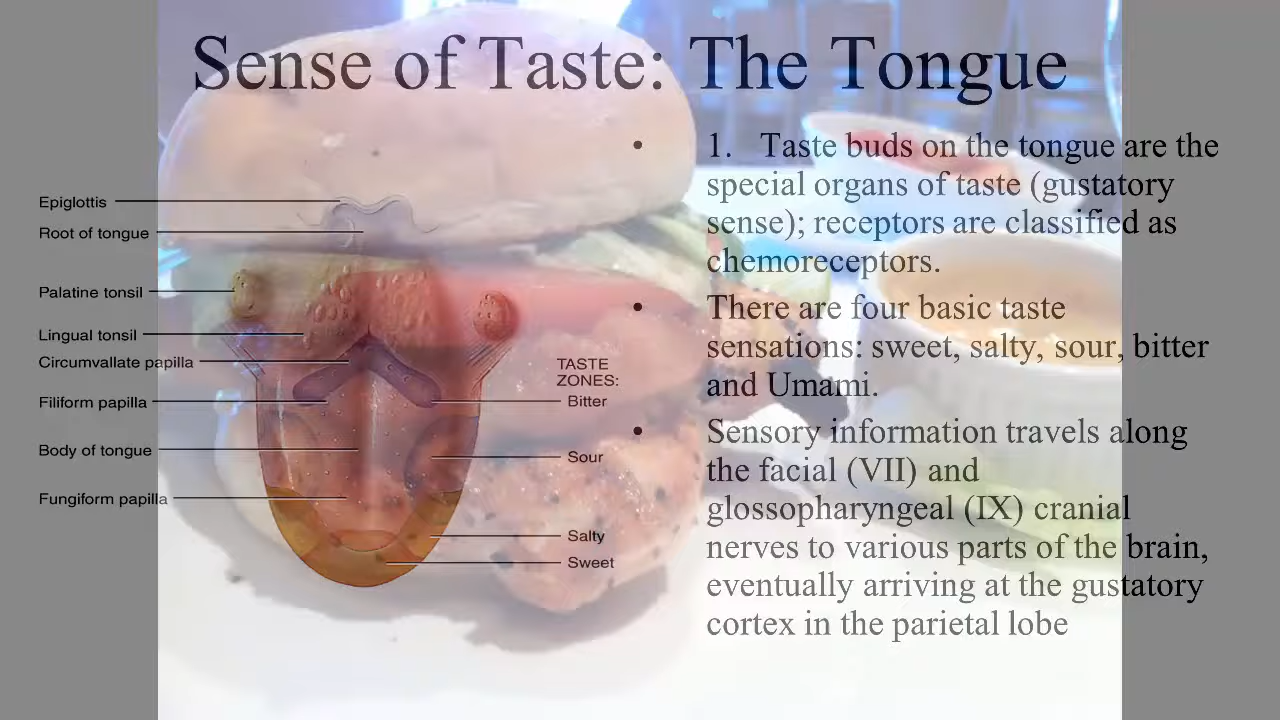 Sense of Taste: The Tongue
Epiglottis
Root of tongue
Palatine tonsil
Lingual tonsil
Circumvallate papilla
Filiform papilla
Body of tongue
Fungiform papilla
TASTE
ZONES:
Bitter
Sour
Salty
Sweet
• 1. Taste buds on the tongue are the
special organs of taste (gustatory
sense); receptors are classified as
chemoreceptors.
• There are four basic taste
sensations: sweet, salty, sour, bitter
and Umami.
• Sensory information travels along
the facial (VII) and
glossopharyngeal (IX) cranial
nerves to various parts of the brain,
eventually arriving at the gustatory
cortex in the parietal lobe